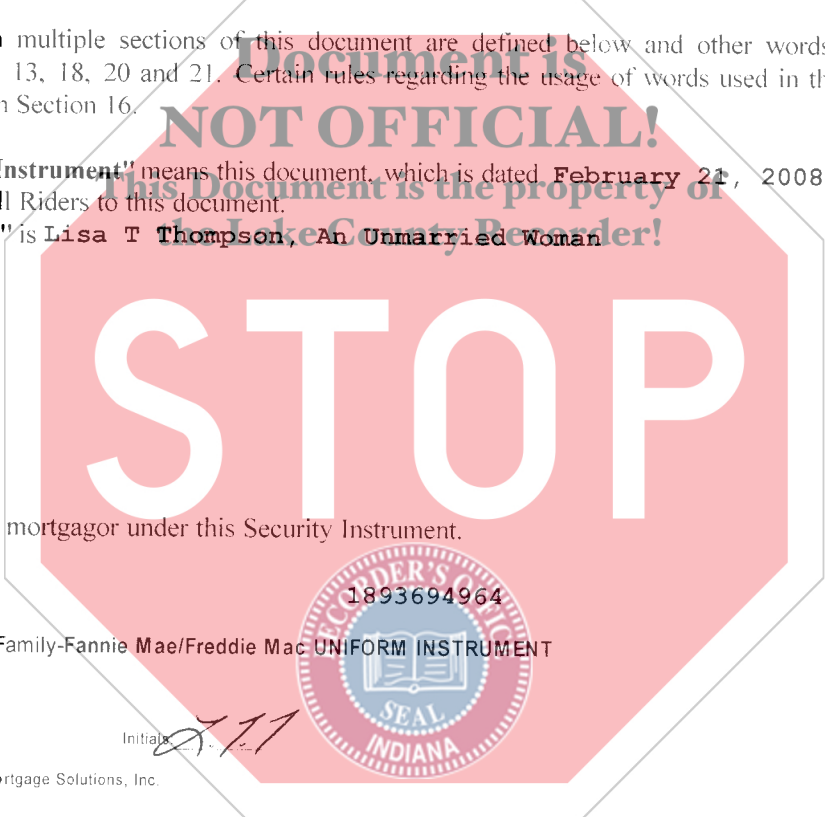 multiple sections of this document are defined below and other words
Document is
13, 18, 20 and 21. Certain rules regarding the usage of words used in
Section 16.
NOT OFFICIAL!
Instrument" means this document, which is dated February 21, 2008
This Document is the property of
Riders to this document.
the Lake County Recorder!
" is Lisa T Thompson, An Unmarried Woman
STOP
mortgagor under this Security Instrument.
RECORDER'S OFFIC
1893694964
Family-Fannie Mae/Freddie Mac UNIFORM INSTRUMENT
SEAL
INDIANA
Initials: LTT
rtgage Solutions, Inc.